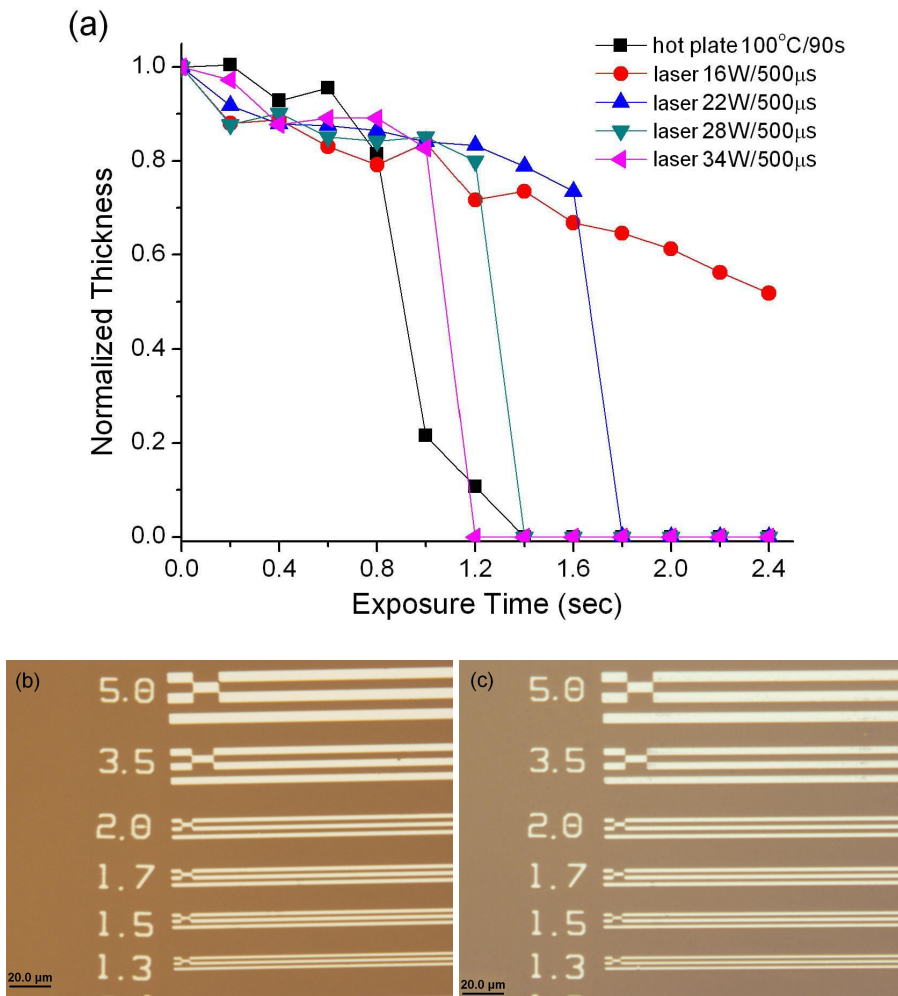 (a)
hot plate 100°C/90s
laser 16W/500µs
laser 22W/500µs
laser 28W/500µs
laser 34W/500µs
Normalized Thickness
1.0
0.8
0.6
0.4
0.2
0.0
0.0 0.4 0.8 1.2 1.6 2.0 2.4
Exposure Time (sec)
(b)
5.0
3.5
2.0
1.7
1.5
1.3
20.0 µm
(c)
5.0
3.5
2.0
1.7
1.5
1.3
20.0 µm